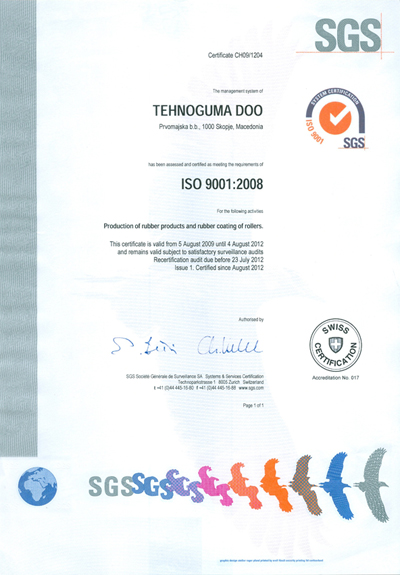 SGS
Certificate CH09/1204
The management system of
TEHNOGUMA DOO
Prvomajska b.b., 1000 Skopje, Macedonia
SYSTEM CERTIFICATION
ISO 9001
SGS
has been assessed and certified as meeting the requirements of
ISO 9001:2008
For the following activities
Production of rubber products and rubber coating of rollers.
This certificate is valid from 5 August 2009 until 4 August 2012
and remains valid subject to satisfactory surveillance audits
Recertification audit due before 23 July 2012
Issue 1. Certified since August 2012
Authorised by
SWISS
CERTIFICATION
Accreditation No. 017
SGS Société Générale de Surveillance SA Systems & Services Certification
Technoparkstrasse 1 8005 Zurich Switzerland
t +41 (0)44 445-16-80 f +41 (0)44 445-16-88 www.sgs.com
Page 1 of 1
SGSSGS